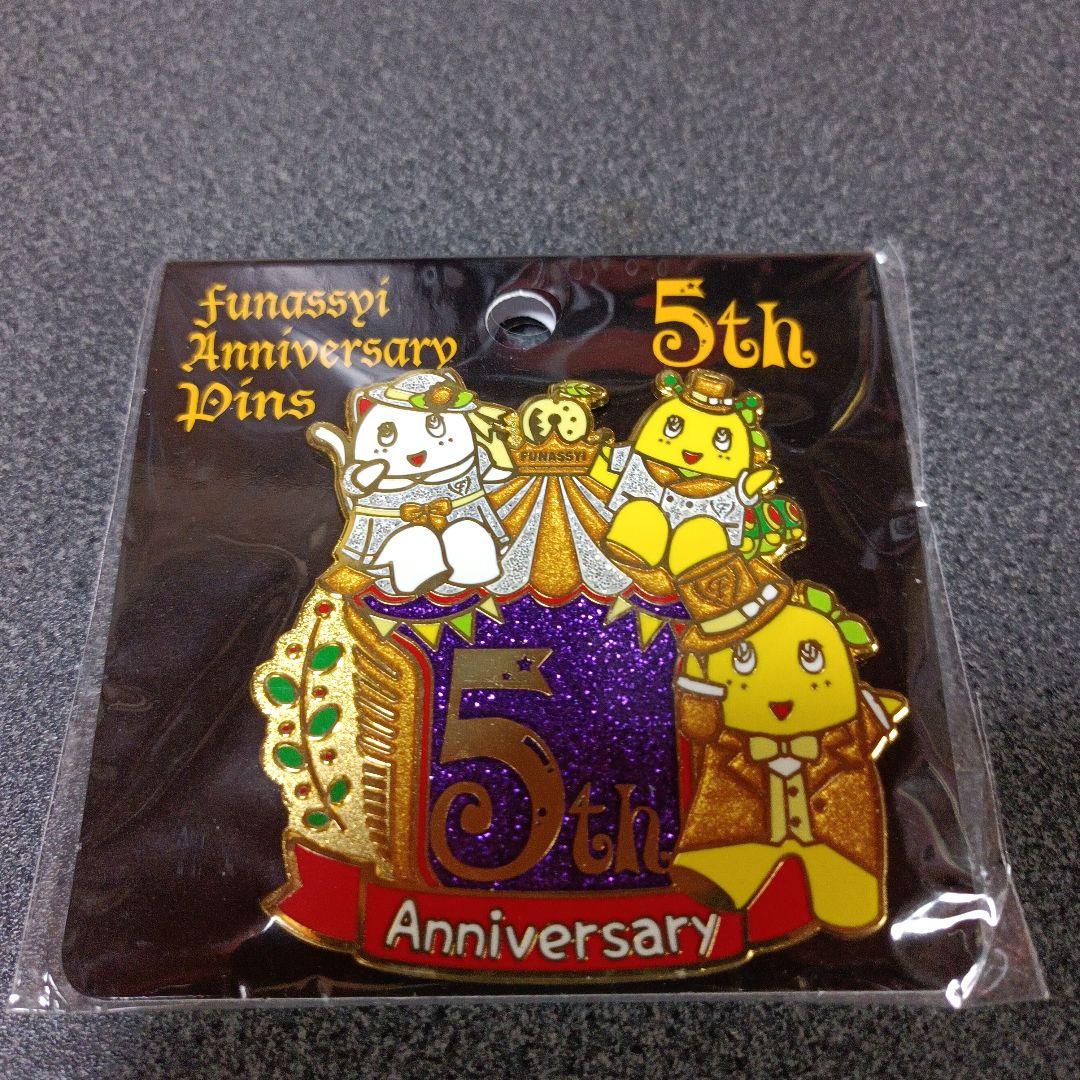 funassyi
Anniversary
Pins
5th
FUNASSYI
5th
Anniversary